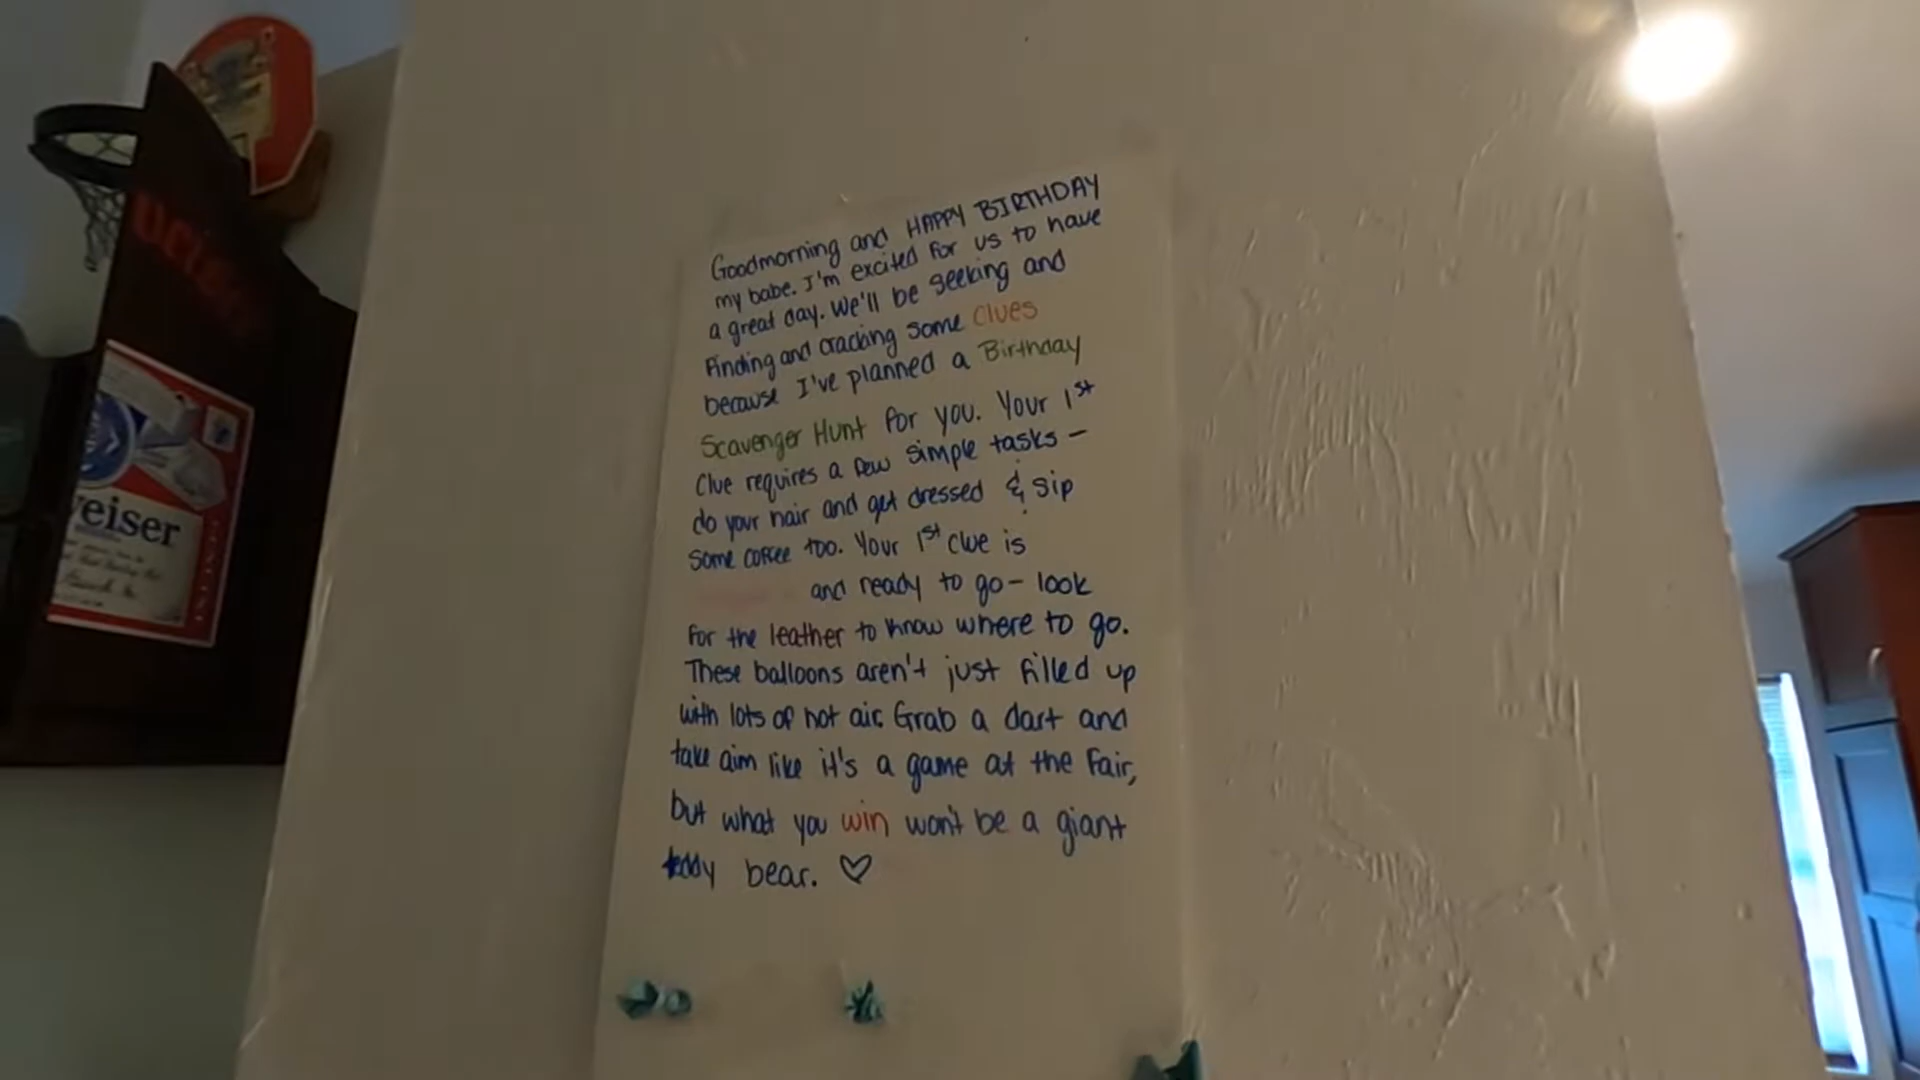 Goodmorning and HAPPY BIRTHDAY
my babe. I'm excited for us to have
a great day. We'll be seeking and
Finding and cracking some Clues
because I've planned a Birthday
Scavenger Hunt for you. Your 1st
Clue requires a few simple tasks -
do your hair and get dressed & sip
some coffee too. Your 1st clue is
and ready to go - look
for the leather to know where to go.
These balloons aren't just filled up
with lots of hot air. Grab a dart and
take aim like it's a game at the Fair,
but what you win won't be a giant
teddy bear. ♡
weiser